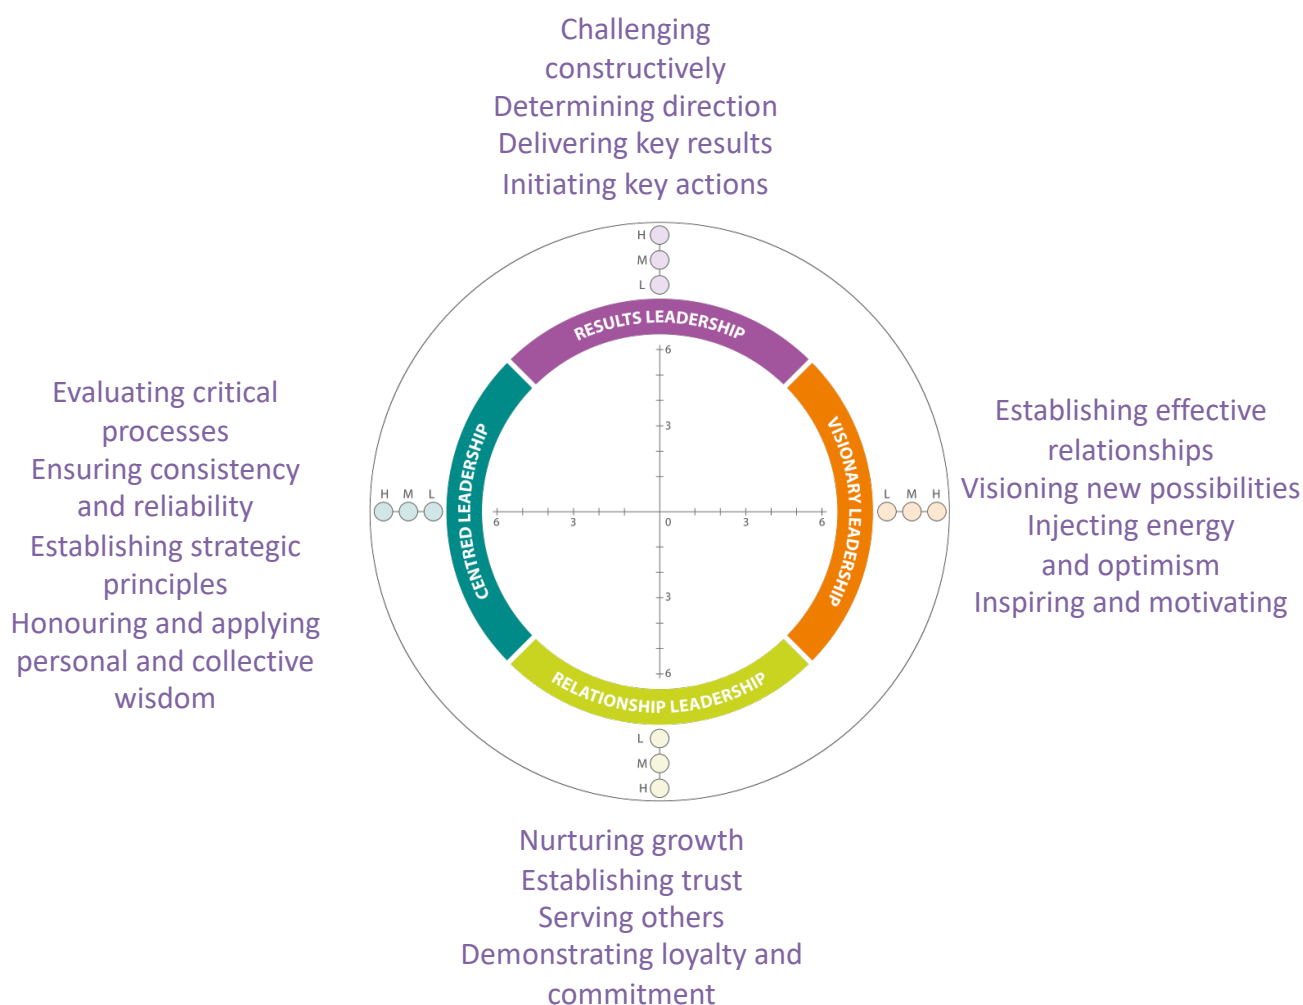 Challenging
constructively
Determining direction
Delivering key results
Initiating key actions
H
M
L
RESULTS LEADERSHIP
6
3
Evaluating critical
processes
Ensuring consistency
and reliability
Establishing strategic
principles
Honouring and applying
personal and collective
wisdom
H M L
CENTRED LEADERSHIP
6 3 0 3 6
VISIONARY LEADERSHIP
L M H
Establishing effective
relationships
Visioning new possibilities
Injecting energy
and optimism
Inspiring and motivating
3
6
RELATIONSHIP LEADERSHIP
L
M
H
Nurturing growth
Establishing trust
Serving others
Demonstrating loyalty and
commitment